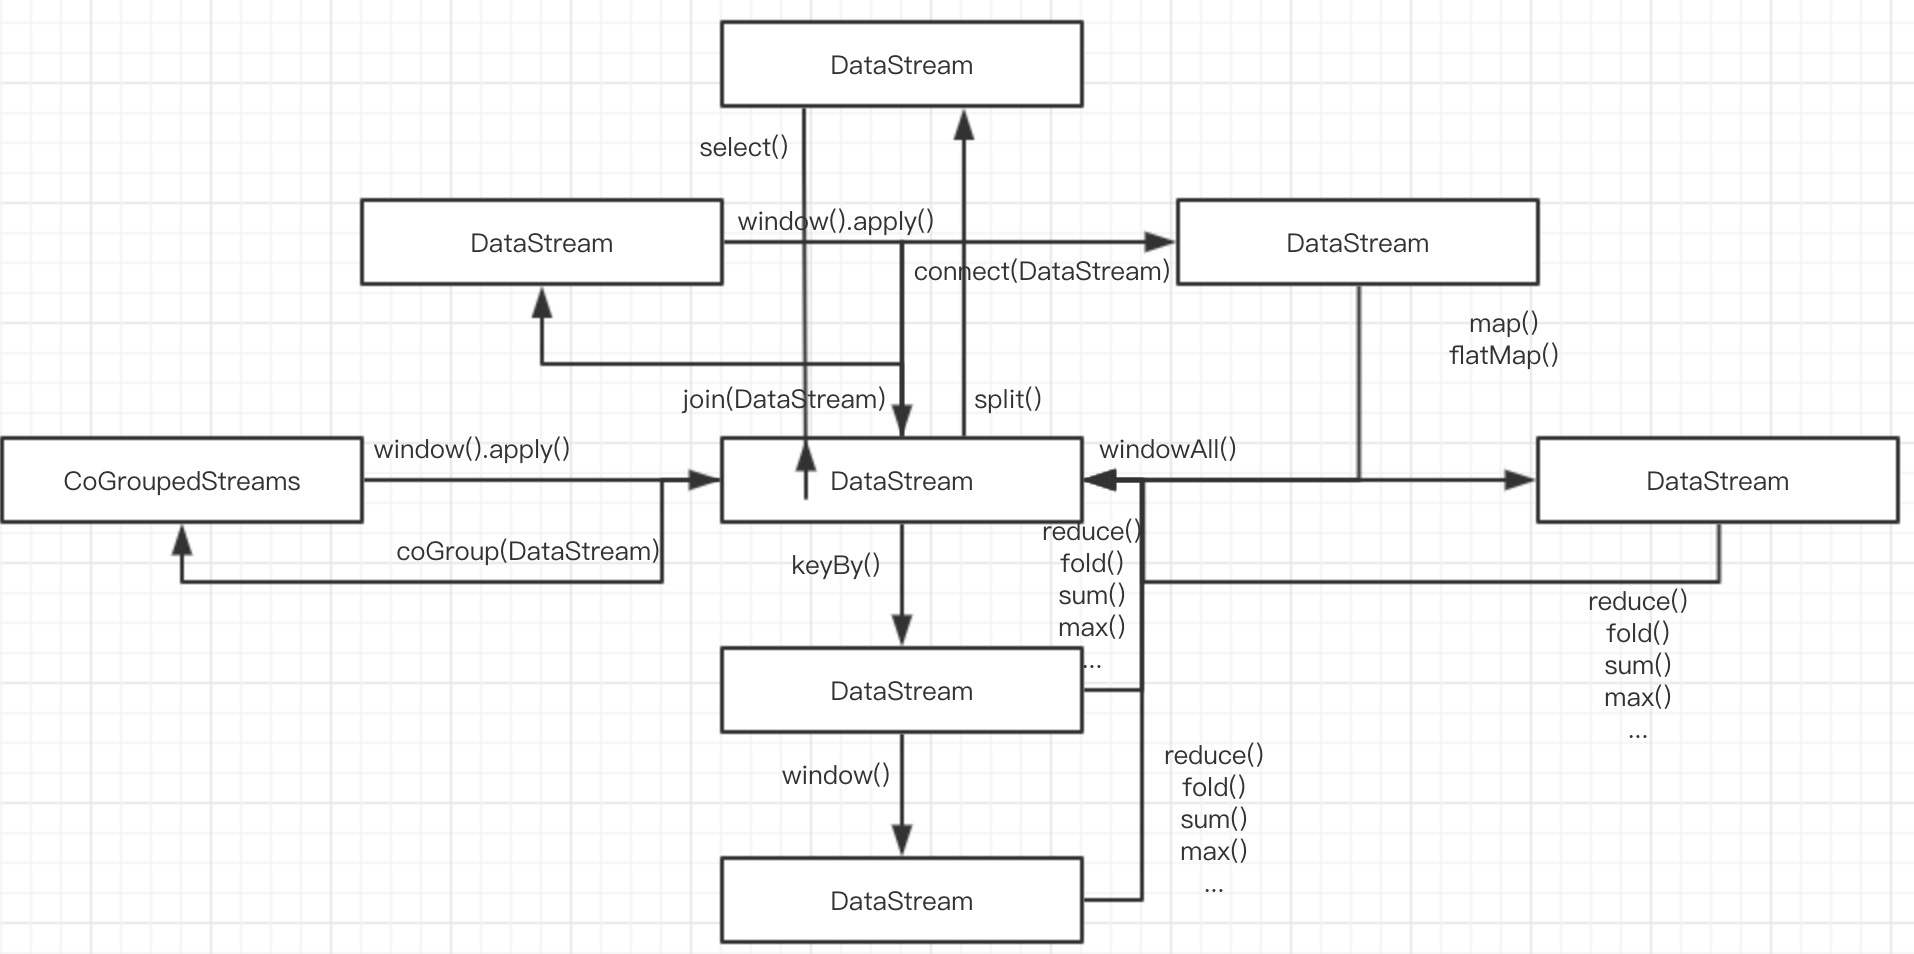 DataStream
select()
DataStream
window().apply()
DataStream
connect(DataStream)
map()
flatMap()
join(DataStream)
split()
CoGroupedStreams
window().apply()
DataStream
windowAll()
DataStream
coGroup(DataStream)
keyBy()
reduce()
fold()
sum()
max()
...
reduce()
fold()
sum()
max()
...
DataStream
window()
reduce()
fold()
sum()
max()
...
DataStream